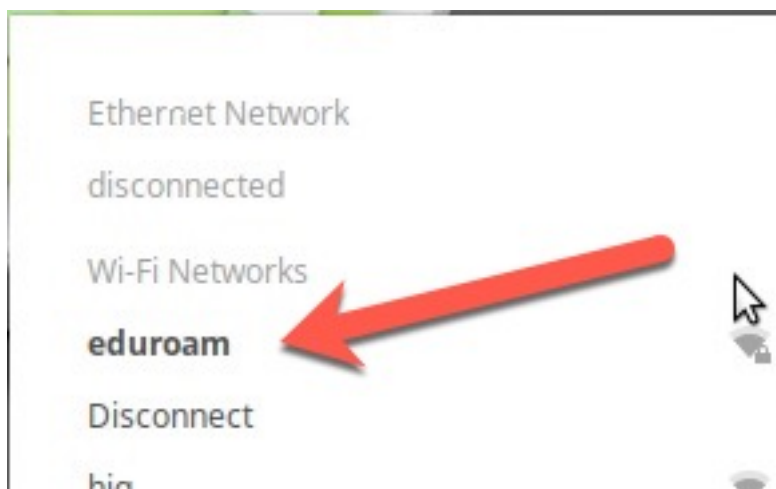 Ethernet Network
disconnected
Wi-Fi Networks
eduroam
Disconnect